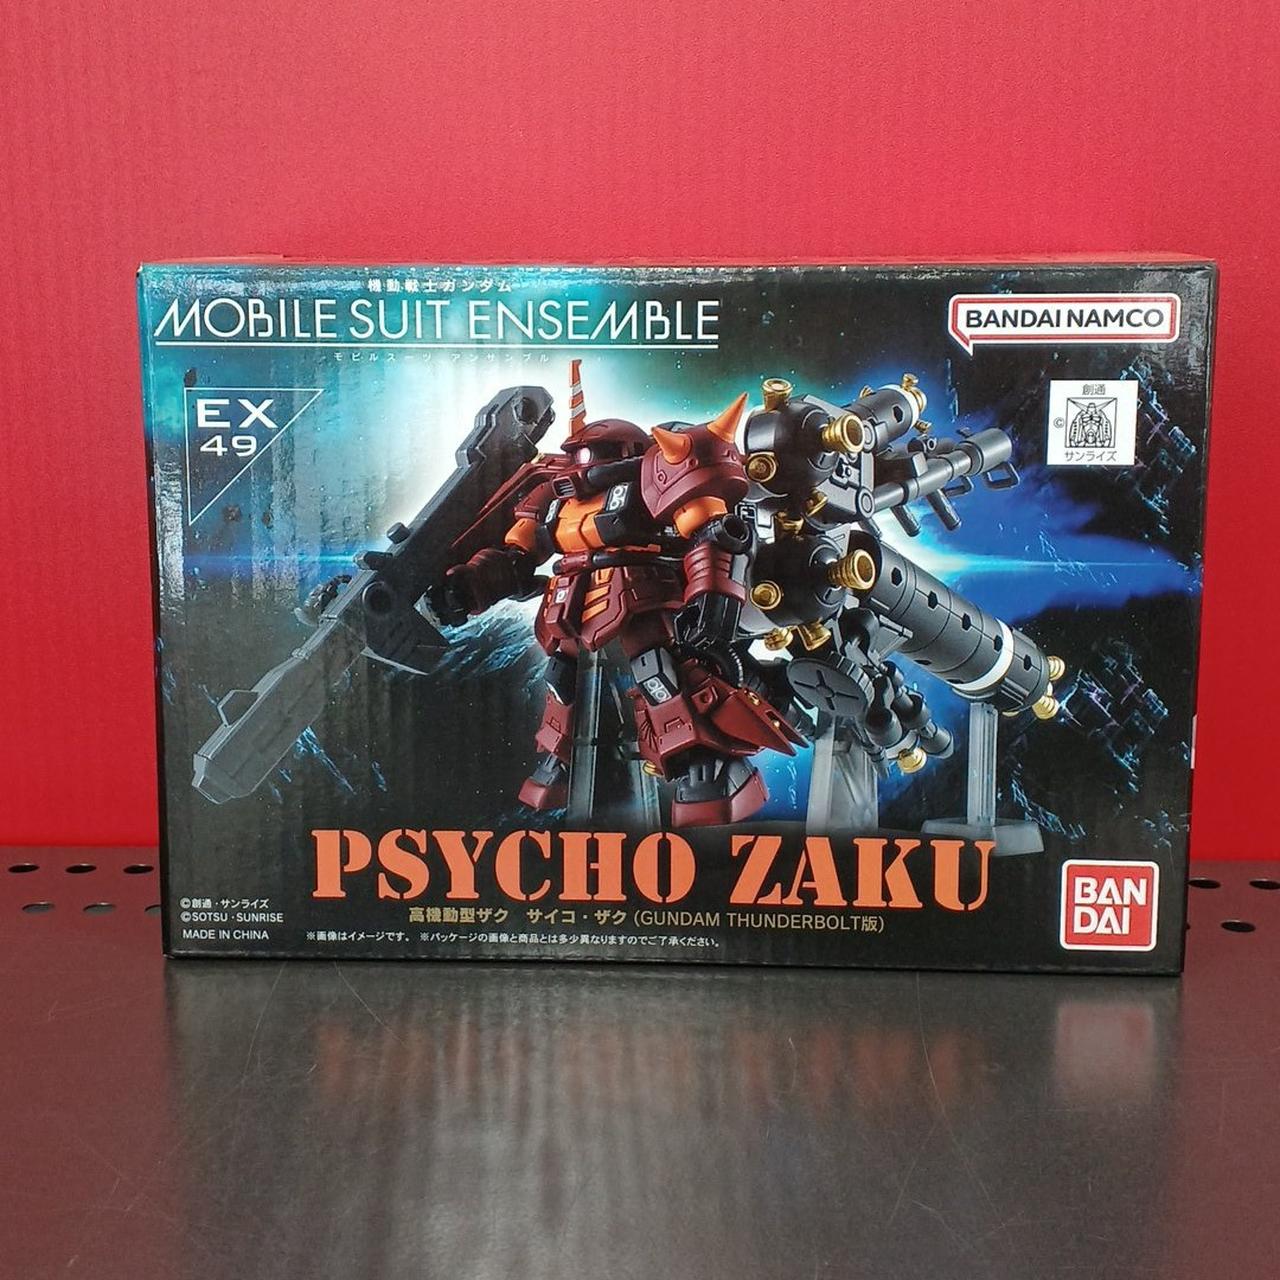 機動戦士ガンダム
MOBILE SUIT ENSEMBLE
モビルスーツ アンサンブル
BANDAI NAMCO
EX
49
創通
©
サンライズ
PSYCHO ZAKU
高機動型ザク サイコ・ザク(GUNDAM THUNDERBOLT版)
©創通・サンライズ
©SOTSU・SUNRISE
MADE IN CHINA
※画像はイメージです。 ※パッケージの画像と商品とは多少異なりますのでご了承ください。
BAN
DAI